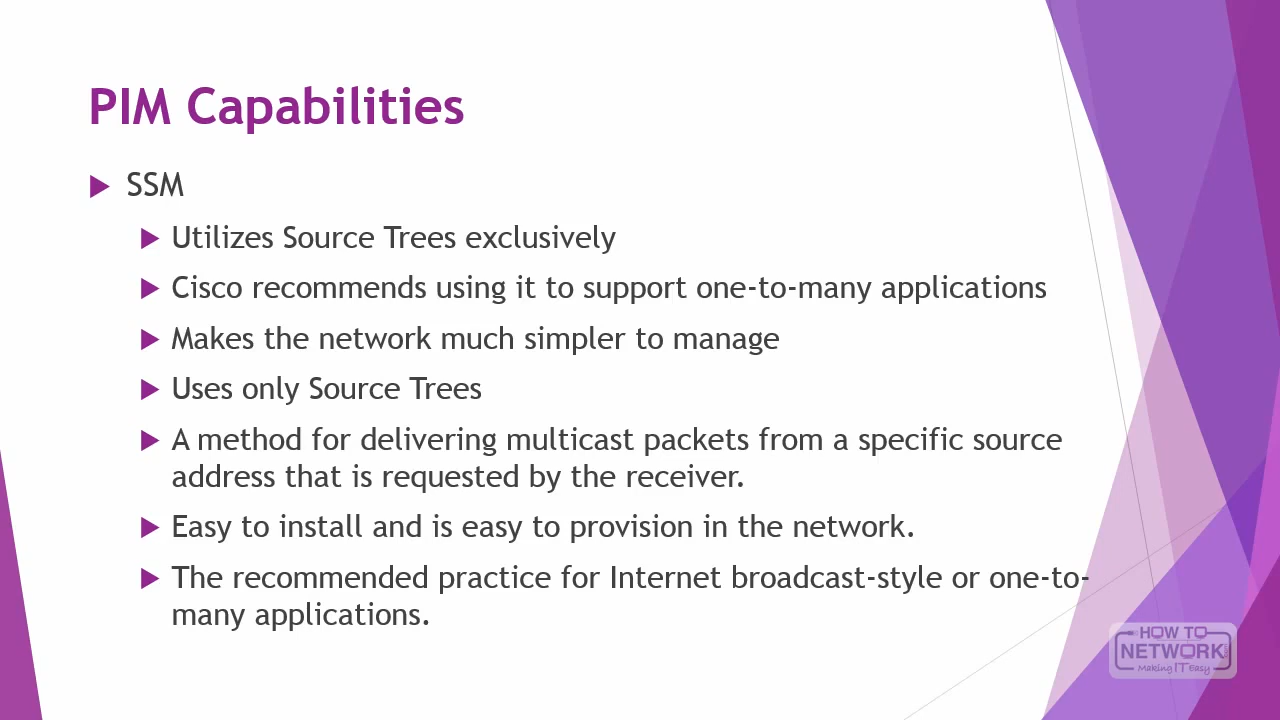 PIM Capabilities
SSM
Utilizes Source Trees exclusively
Cisco recommends using it to support one-to-many applications
Makes the network much simpler to manage
Uses only Source Trees
A method for delivering multicast packets from a specific source
address that is requested by the receiver.
Easy to install and is easy to provision in the network.
The recommended practice for Internet broadcast-style or one-to-
many applications.
HOW TO
NETWORK
Making IT Easy